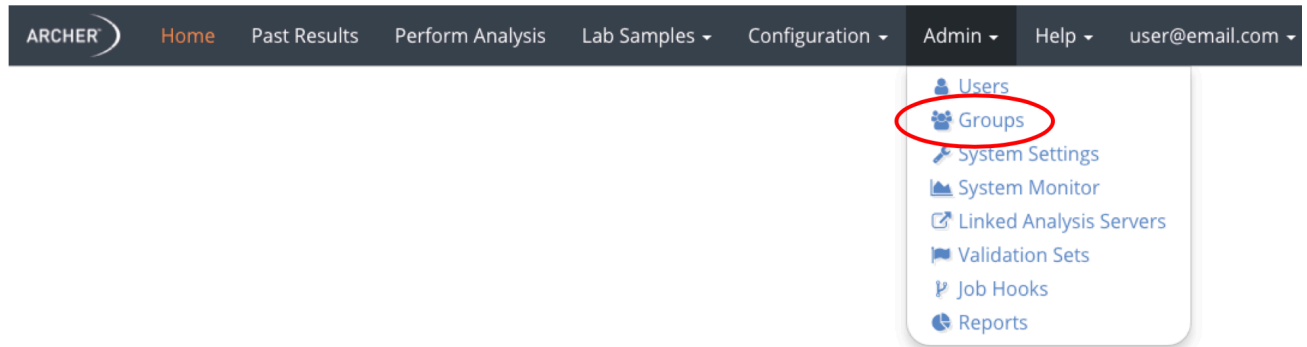 ARCHER Home Past Results Perform Analysis Lab Samples Configuration Admin Help user@email.com
Users
Groups
System Settings
System Monitor
Linked Analysis Servers
Validation Sets
Job Hooks
Reports